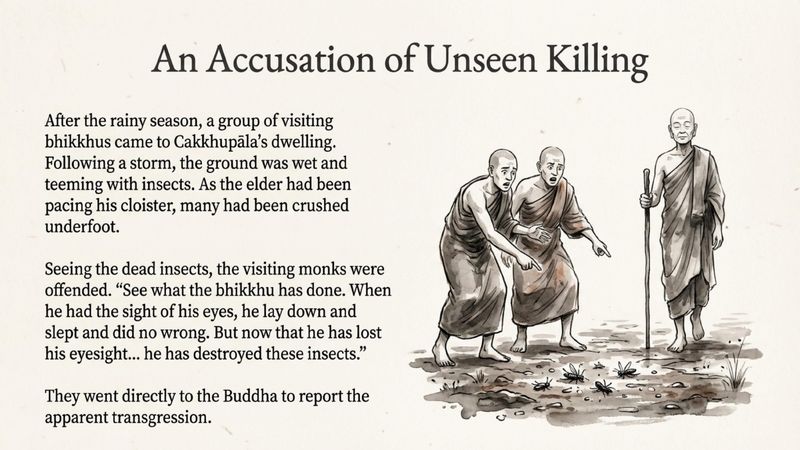 An Accusation of Unseen Killing
After the rainy season, a group of visiting
bhikkhus came to Cakkhupāla’s dwelling.
Following a storm, the ground was wet and
teeming with insects. As the elder had been
pacing his cloister, many had been crushed
underfoot.
Seeing the dead insects, the visiting monks were
offended. “See what the bhikkhu has done. When
he had the sight of his eyes, he lay down and
slept and did no wrong. But now that he has lost
his eyesight... he has destroyed these insects.”
They went directly to the Buddha to report the
apparent transgression.